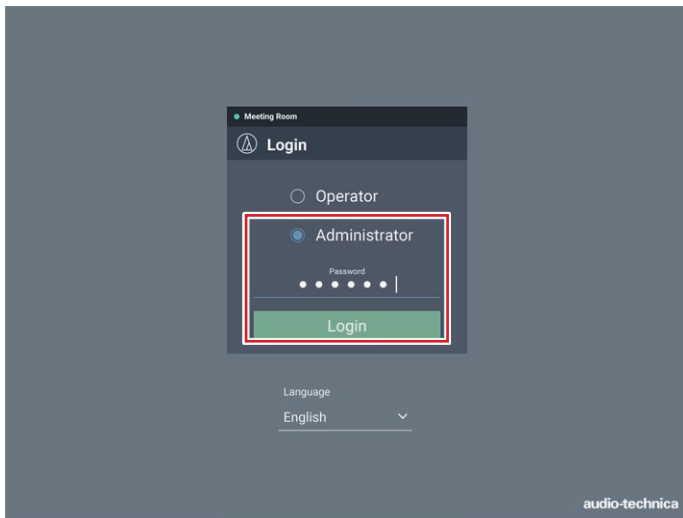 Meeting Room
Login
Operator
Administrator
Password
Login
Language
English
audio-technica